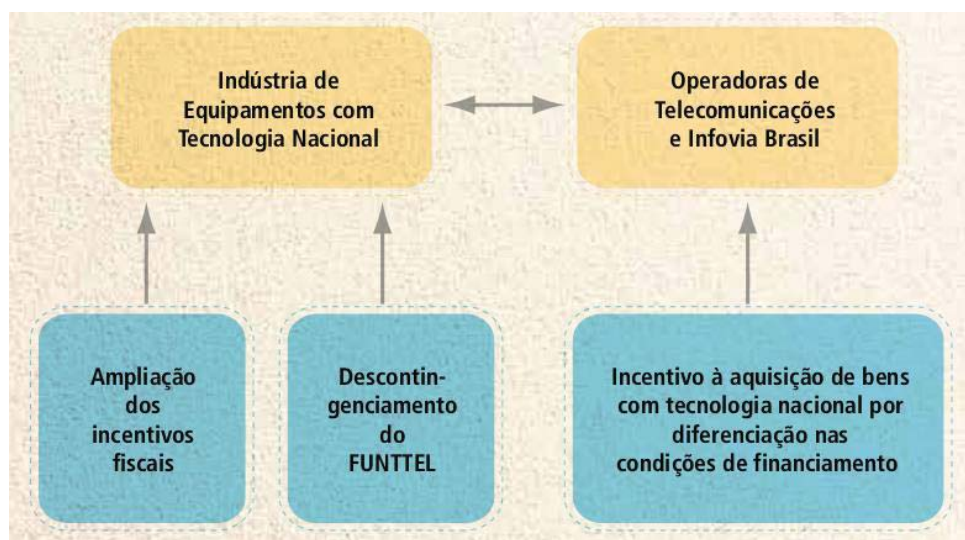 Indústria de
Equipamentos com
Tecnologia Nacional
Operadoras de
Telecomunicações
e Infovia Brasil
Ampliação
dos
incentivos
fiscais
Descontin-
genciamento
do
FUNTTEL
Incentivo à aquisição de bens
com tecnologia nacional por
diferenciação nas
condições de financiamento